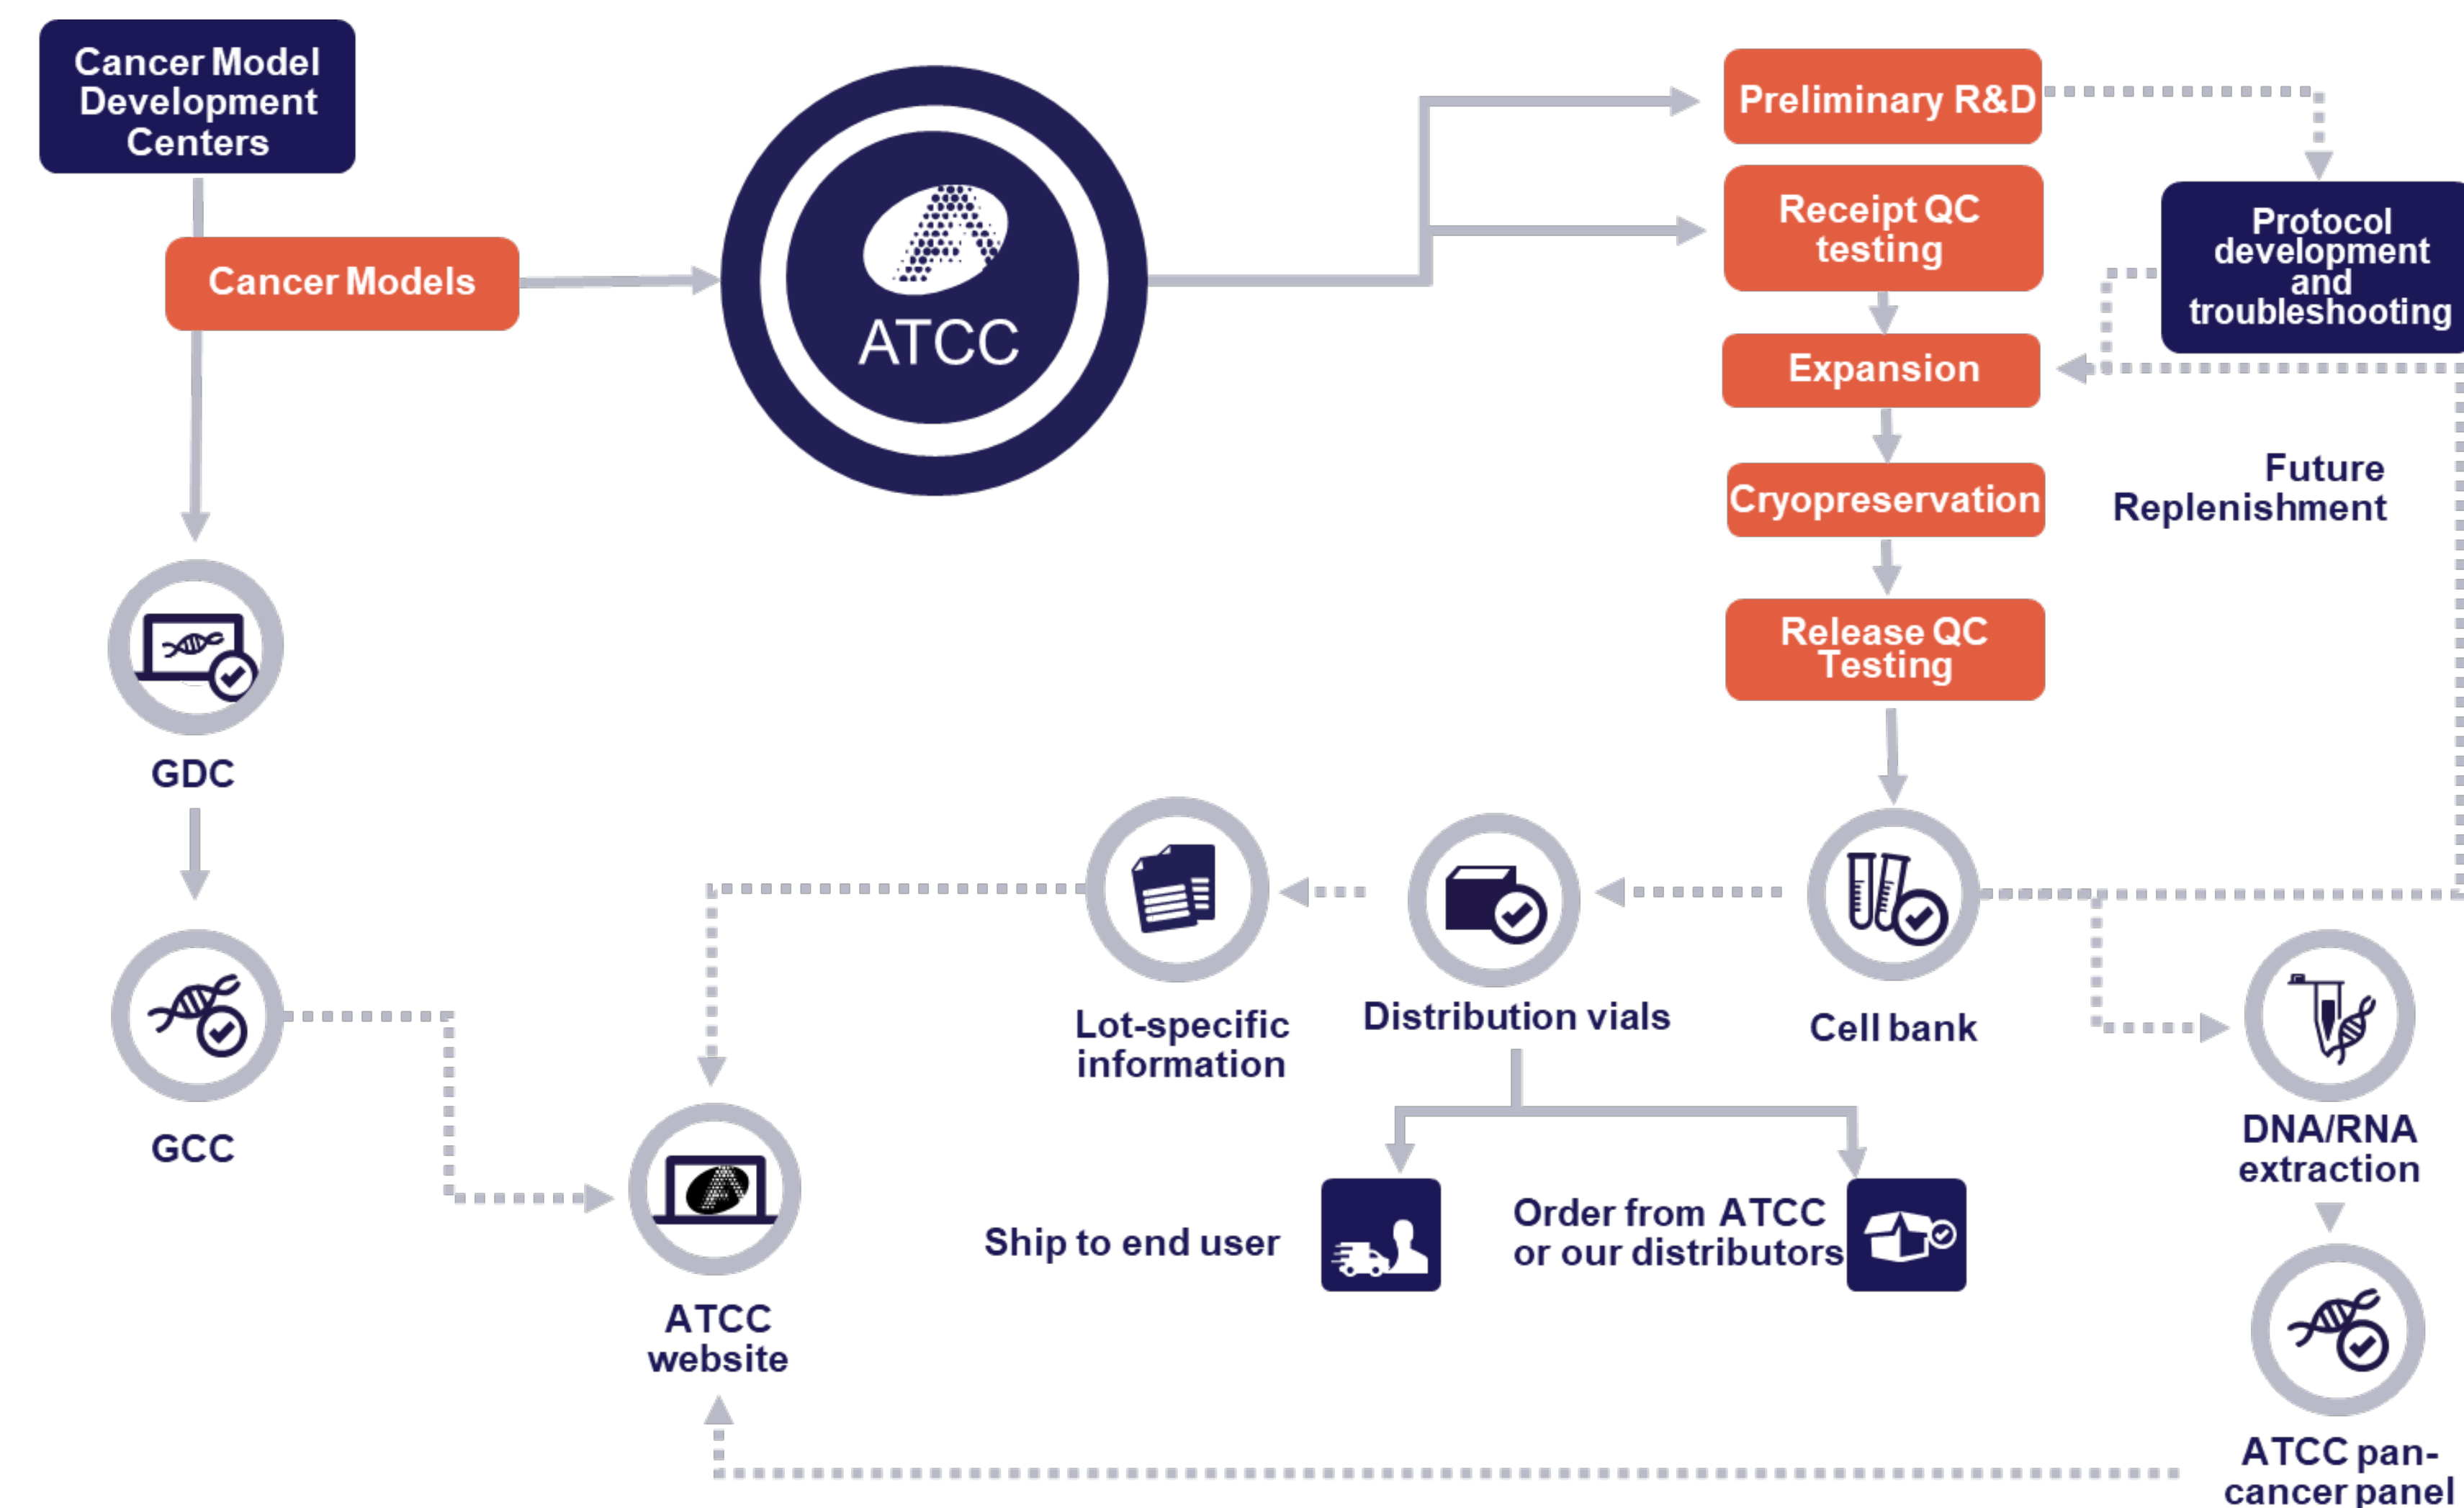 Cancer Model
Development
Centers
Cancer Models
ATCC
Preliminary R&D
Receipt QC
testing
Protocol
development
and
troubleshooting
Expansion
Future
Replenishment
Cryopreservation
Release QC
Testing
GDC
GCC
Lot-specific
information
Distribution vials
Cell bank
DNA/RNA
extraction
Ship to end user
Order from ATCC
or our distributors
ATCC
website
ATCC pan-
cancer panel